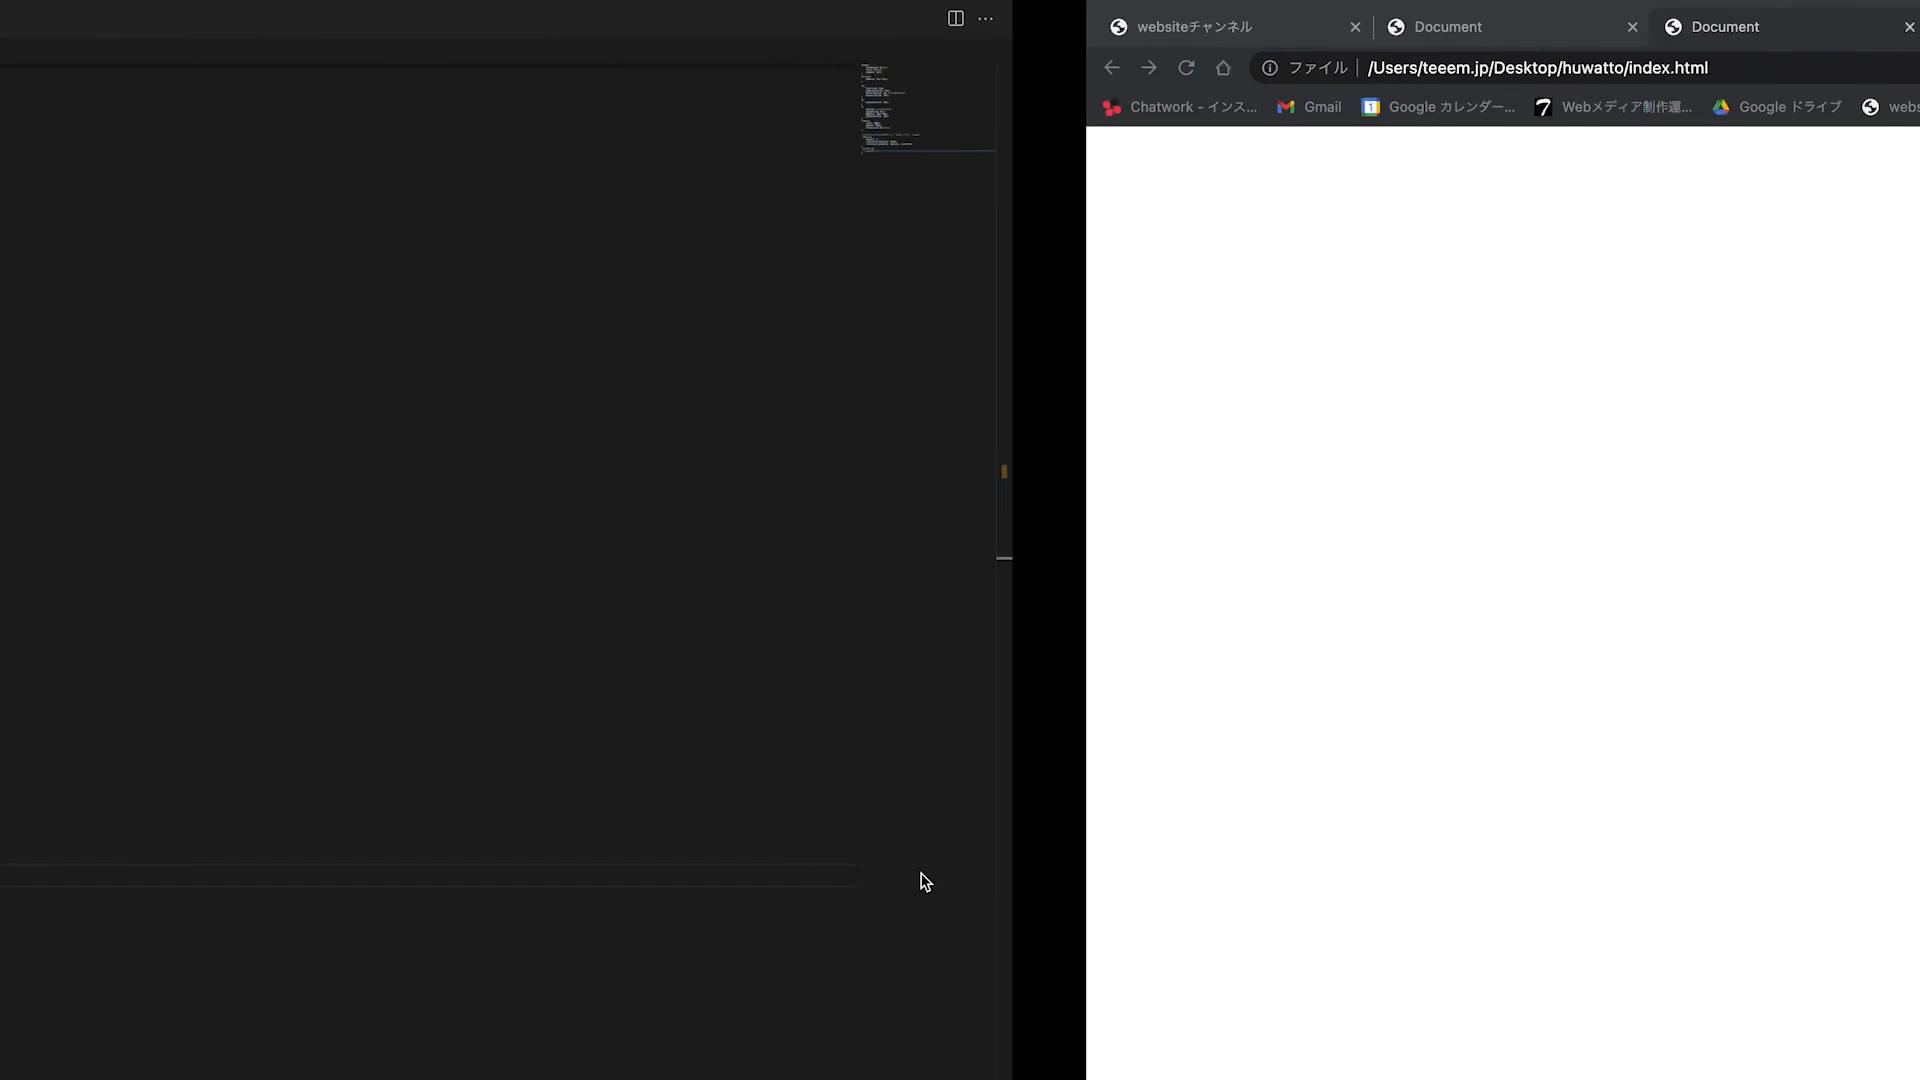 websiteチャンネル
Document
Document
ファイル
/Users/teeem.jp/Desktop/huwatto/index.html
Chatwork - インス...
Gmail
Google カレンダー...
Webメディア制作運...
Google ドライブ
webs